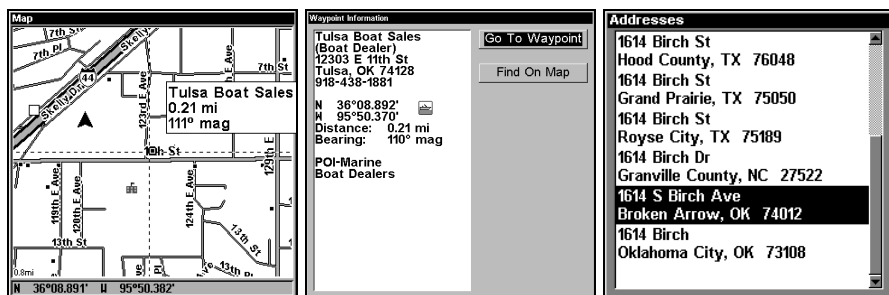 Map
7th St
7th Pl
Skelly
44
7th St
Skelly Dr
123rd E Ave
Tulsa Boat Sales
0.21 mi
111º mag
11th St
129th E
119th E Ave
120th E Ave
124th E Ave
13th St
13th St
13th Pl
0.8mi
N 36º08.891' W 95º50.382'
Waypoint Information
Tulsa Boat Sales
(Boat Dealer)
12303 E 11th St
Tulsa, OK 74128
918-438-1881
N 36º08.892'
W 95º50.370'
Distance: 0.21 mi
Bearing: 110º mag
POI-Marine
Boat Dealers
Go To Waypoint
Find On Map
Addresses
1614 Birch St
Hood County, TX 76048
1614 Birch St
Grand Prairie, TX 75050
1614 Birch St
Royse City, TX 75189
1614 Birch Dr
Granville County, NC 27522
1614 S Birch Ave
Broken Arrow, OK 74012
1614 Birch
Oklahoma City, OK 73108